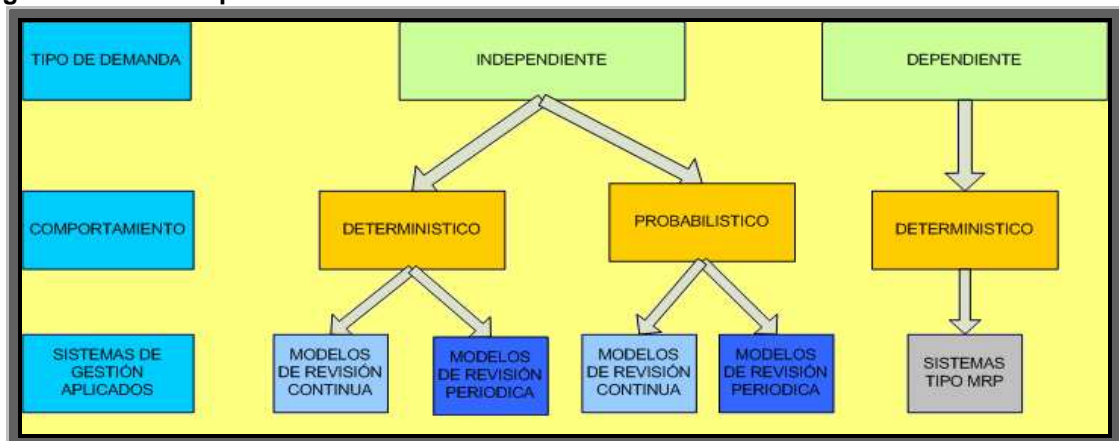 TIPO DE DEMANDA
INDEPENDIENTE
DEPENDIENTE
COMPORTAMIENTO
DETERMINISTICO
PROBABILISTICO
DETERMINISTICO
SISTEMAS DE
GESTIÓN
APLICADOS
MODELOS
DE REVISIÓN
CONTINUA
MODELOS
DE REVISIÓN
PERIODICA
MODELOS
DE REVISIÓN
CONTINUA
MODELOS
DE REVISIÓN
PERIODICA
SISTEMAS
TIPO MRP